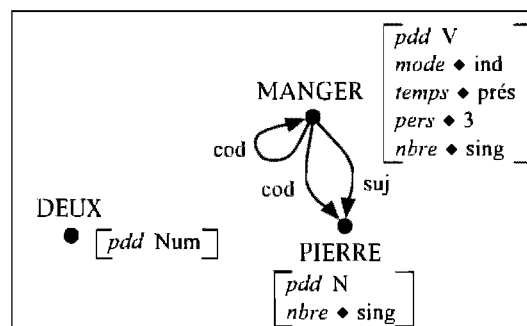 pdd V
mode ◆ ind
temps ◆ prés
pers ◆ 3
nbre ◆ sing
MANGER
cod
cod
suj
DEUX
pdd Num
PIERRE
pdd N
nbre ◆ sing